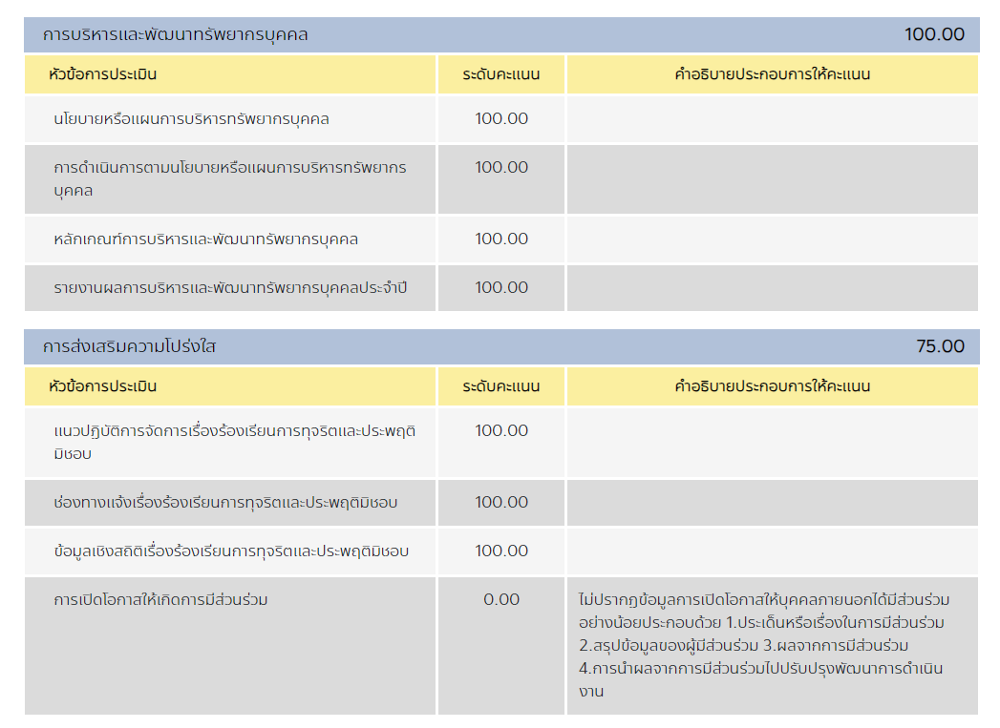 การบริหารและพัฒนาทรัพยากรบุคคล 100.00
หัวข้อการประเมิน ระดับคะแนน คำอธิบายประกอบการให้คะแนน
นโยบายหรือแผนการบริหารทรัพยากรบุคคล 100.00
การดำเนินการตามนโยบายหรือแผนการบริหารทรัพยากร 100.00
บุคคล
หลักเกณฑ์การบริหารและพัฒนาทรัพยากรบุคคล 100.00
รายงานผลการบริหารและพัฒนาทรัพยากรบุคคลประจำปี 100.00
การส่งเสริมความโปร่งใส 75.00
หัวข้อการประเมิน ระดับคะแนน คำอธิบายประกอบการให้คะแนน
แนวปฏิบัติการจัดการเรื่องร้องเรียนการทุจริตและประพฤติ 100.00
มิชอบ
ช่องทางแจ้งเรื่องร้องเรียนการทุจริตและประพฤติมิชอบ 100.00
ข้อมูลเชิงสถิติเรื่องร้องเรียนการทุจริตและประพฤติมิชอบ 100.00
การเปิดโอกาสให้เกิดการมีส่วนร่วม 0.00 ไม่ปรากฏข้อมูลการเปิดโอกาสให้บุคคลภายนอกได้มีส่วนร่วม
อย่างน้อยประกอบด้วย 1.ประเด็นหรือเรื่องในการมีส่วนร่วม
2.สรุปข้อมูลของผู้มีส่วนร่วม 3.ผลจากการมีส่วนร่วม
4.การนำผลจากการมีส่วนร่วมไปปรับปรุงพัฒนาการดำเนิน
งาน